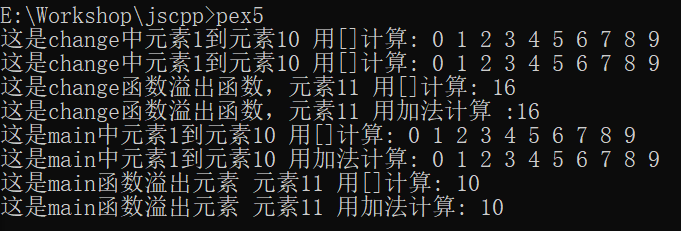 E:\Workshop\jscpp>pex5
这是change中元素1到元素10 用[]计算: 0 1 2 3 4 5 6 7 8 9
这是change中元素1到元素10 用[]计算: 0 1 2 3 4 5 6 7 8 9
这是change函数溢出函数，元素11 用[]计算: 16
这是change函数溢出函数，元素11 用加法计算 :16
这是main中元素1到元素10 用[]计算: 0 1 2 3 4 5 6 7 8 9
这是main中元素1到元素10 用加法计算: 0 1 2 3 4 5 6 7 8 9
这是main函数溢出元素 元素11 用[]计算: 10
这是main函数溢出元素 元素11 用加法计算: 10